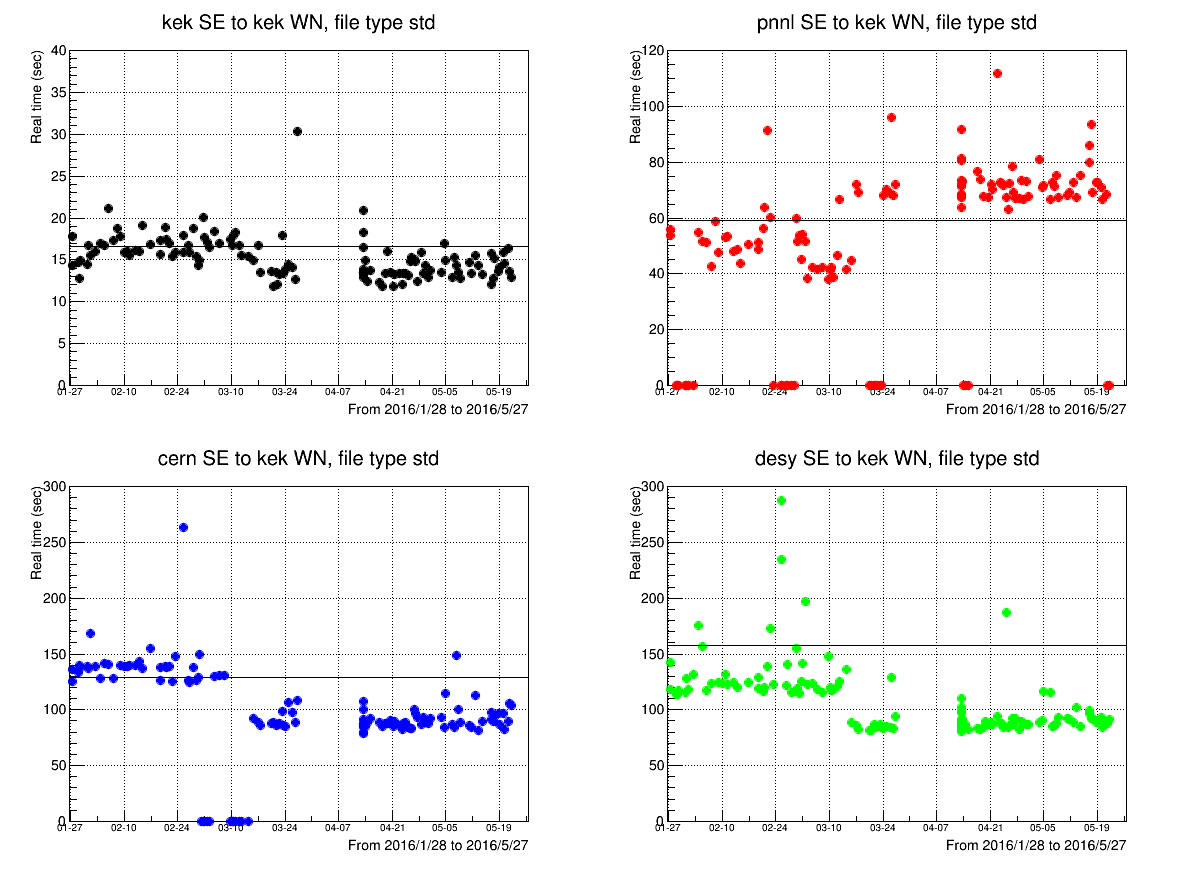 kek SE to kek WN, file type std
Real time (sec)
40
35
30
25
20
15
10
5
0
01-27 02-10 02-24 03-10 03-24 04-07 04-21 05-05 05-19
From 2016/1/28 to 2016/5/27
pnnl SE to kek WN, file type std
Real time (sec)
120
100
80
60
40
20
0
01-27 02-10 02-24 03-10 03-24 04-07 04-21 05-05 05-19
From 2016/1/28 to 2016/5/27
cern SE to kek WN, file type std
Real time (sec)
300
250
200
150
100
50
0
01-27 02-10 02-24 03-10 03-24 04-07 04-21 05-05 05-19
From 2016/1/28 to 2016/5/27
desy SE to kek WN, file type std
Real time (sec)
300
250
200
150
100
50
0
01-27 02-10 02-24 03-10 03-24 04-07 04-21 05-05 05-19
From 2016/1/28 to 2016/5/27